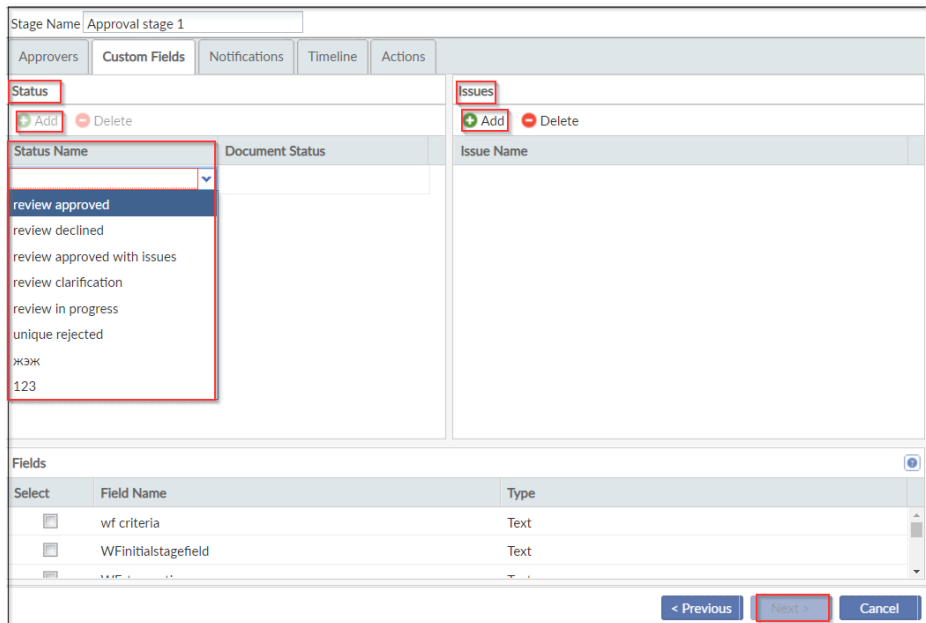 Stage Name Approval stage 1
Approvers Custom Fields Notifications Timeline Actions
Status Issues
Add Delete Add Delete
Status Name Document Status Issue Name
review approved
review declined
review approved with issues
review clarification
review in progress
unique rejected
жэж
123
Fields
Select Field Name Type
wf criteria Text
WFinitialstagefield Text
< Previous Next > Cancel